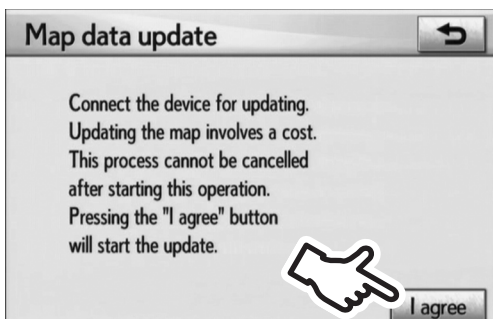 Map data update
Connect the device for updating.
Updating the map involves a cost.
This process cannot be cancelled
after starting this operation.
Pressing the "I agree" button
will start the update.
I agree